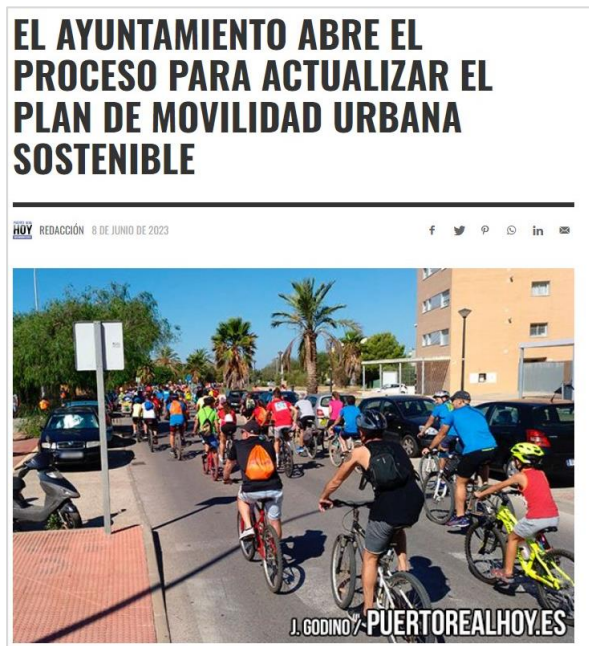 EL AYUNTAMIENTO ABRE EL
PROCESO PARA ACTUALIZAR EL
PLAN DE MOVILIDAD URBANA
SOSTENIBLE
HOY REDACCIÓN 8 DE JUNIO DE 2023
J. GODINO / PUERTOREALHOY.ES